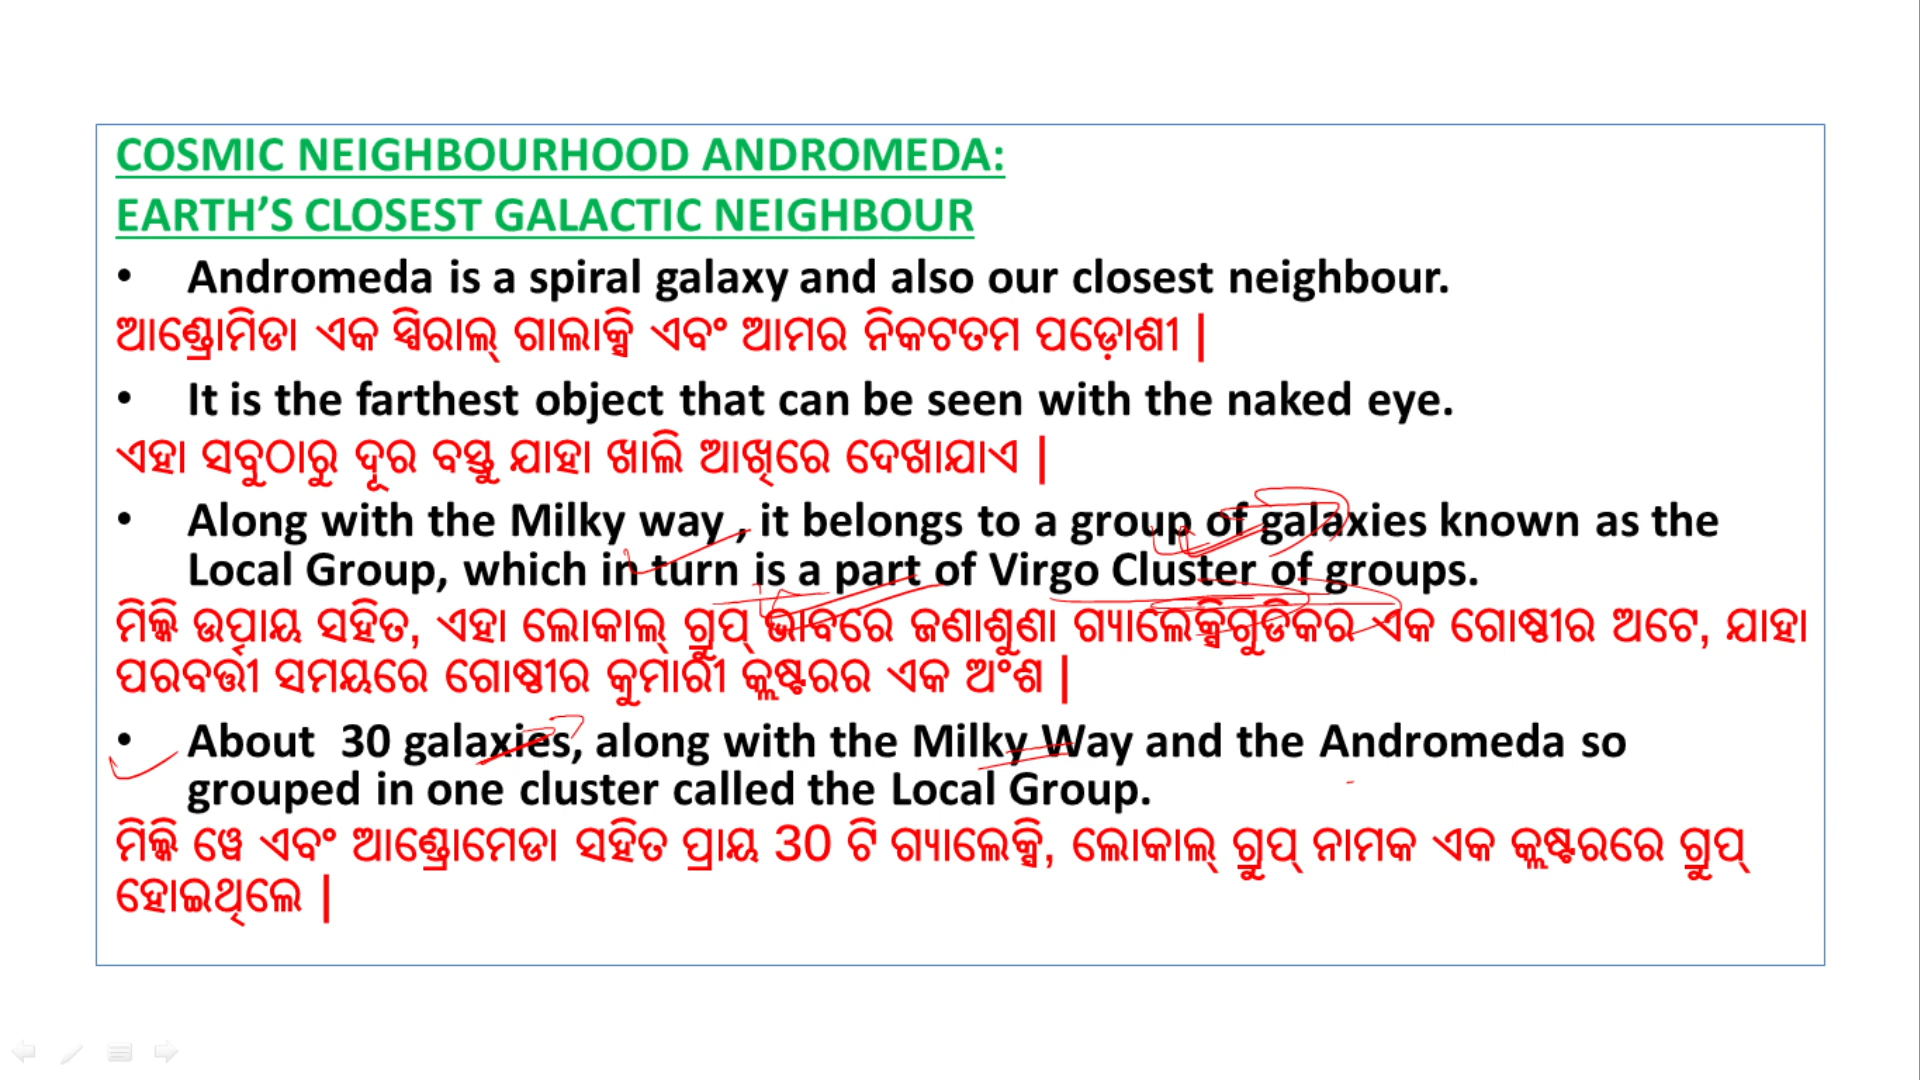 COSMIC NEIGHBOURHOOD ANDROMEDA:
EARTH'S CLOSEST GALACTIC NEIGHBOUR
• Andromeda is a spiral galaxy and also our closest neighbour.
ଆଣ୍ଡ୍ରୋମିଡା ଏକ ସ୍ପିରାଲ୍ ଗାଲାକ୍ସି ଏବଂ ଆମର ନିକଟତମ ପଡ଼ୋଶୀ |
• It is the farthest object that can be seen with the naked eye.
ଏହା ସବୁଠାରୁ ଦୂର ବସ୍ତୁ ଯାହା ଖାଲି ଆଖିରେ ଦେଖାଯାଏ |
• Along with the Milky way , it belongs to a group of galaxies known as the
Local Group, which in turn is a part of Virgo Cluster of groups.
ମିଲ୍କି ଉପାୟ ସହିତ, ଏହା ଲୋକାଲ୍ ଗ୍ରୁପ୍ ଭାବରେ ଜଣାଶୁଣା ଗ୍ୟାଲେକ୍ସିଗୁଡିକର ଏକ ଗୋଷ୍ଠୀର ଅଟେ, ଯାହା
ପରବର୍ତ୍ତୀ ସମୟରେ ଗୋଷ୍ଠୀର କୁମାରୀ କ୍ଲଷ୍ଟରର ଏକ ଅଂଶ |
• About 30 galaxies, along with the Milky Way and the Andromeda so
grouped in one cluster called the Local Group.
ମିଲ୍କି ୱେ ଏବଂ ଆଣ୍ଡ୍ରୋମେଡା ସହିତ ପ୍ରାୟ 30 ଟି ଗ୍ୟାଲେକ୍ସି, ଲୋକାଲ୍ ଗ୍ରୁପ୍ ନାମକ ଏକ କ୍ଲଷ୍ଟରରେ ଗ୍ରୁପ୍
ହୋଇଥିଲେ |